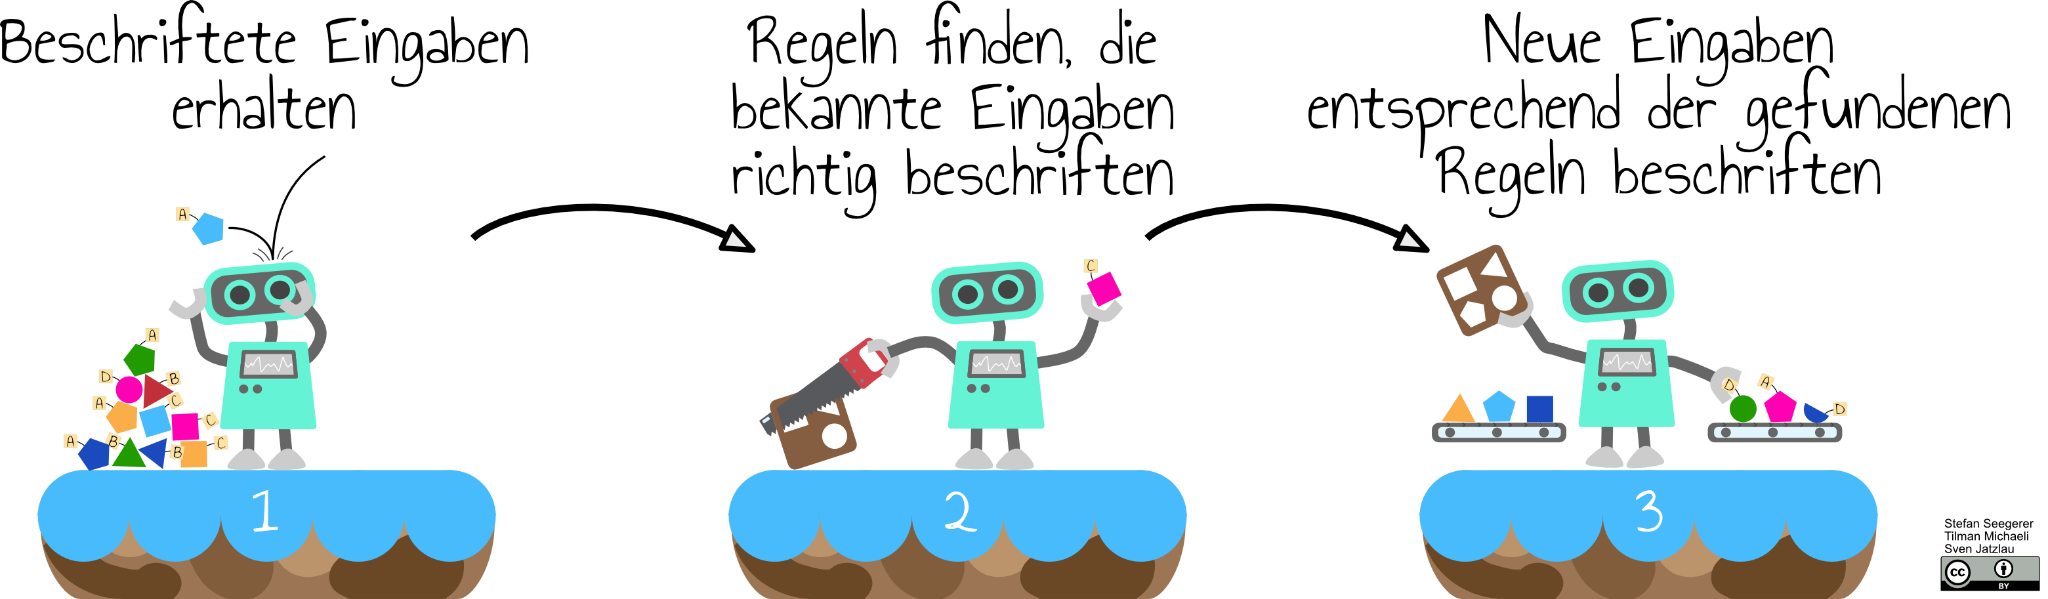 Beschriftete Eingaben
erhalten
A
A
D
B
A
C
C
A
B
B
C
1
Regeln finden, die
bekannte Eingaben
richtig beschriften
C
2
Neue Eingaben
entsprechend der gefundenen
Regeln beschriften
D
A
D
3
Stefan Seegerer
Tilman Michaeli
Sven Jatzlau
cc
BY